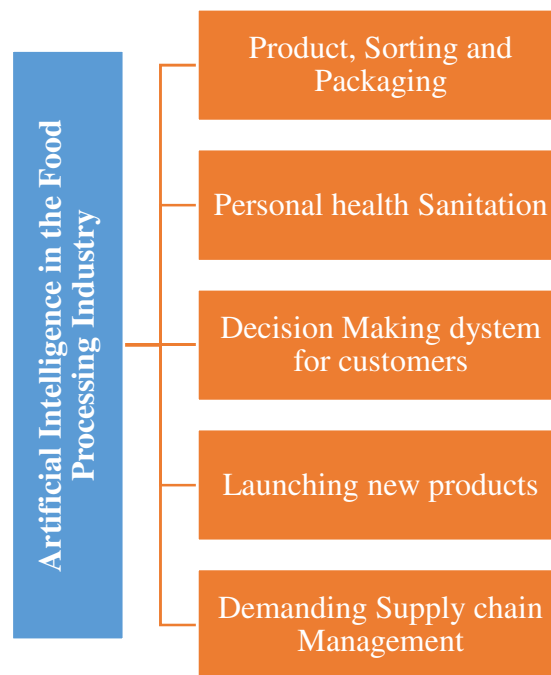 Artificial Intelligence in the Food
Processing Industry
Product, Sorting and
Packaging
Personal health Sanitation
Decision Making dystem
for customers
Launching new products
Demanding Supply chain
Management